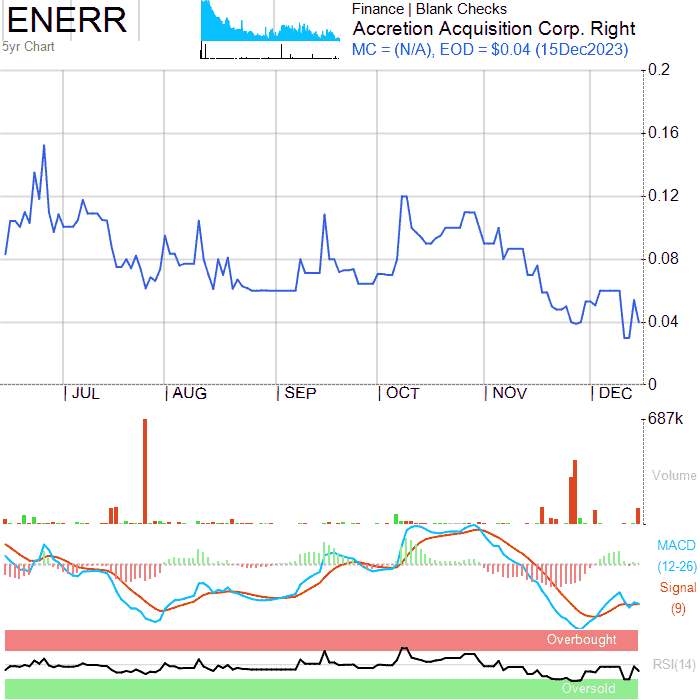 ENERR
5yr Chart
Finance | Blank Checks
Accretion Acquisition Corp. Right
MC = (N/A), EOD = $0.04 (15Dec2023)
0.2
0.16
0.12
0.08
0.04
0
JUL AUG SEP OCT NOV DEC
687k
Volume
MACD
(12-26)
Signal
(9)
Overbought
RSI(14)
Oversold